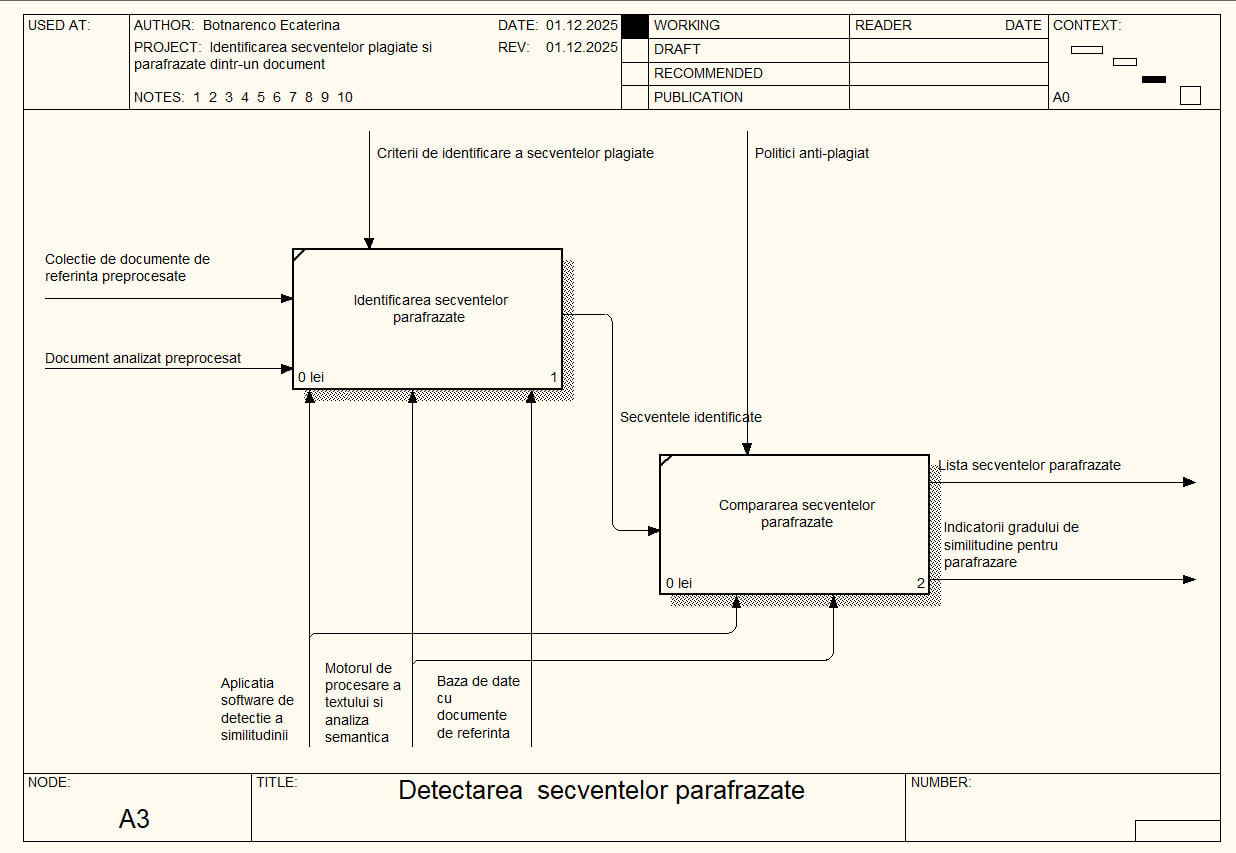 USED AT:
AUTHOR: Botnarenco Ecaterina
DATE: 01.12.2025
PROJECT: Identificarea secventelor plagiate si
parafrazate dintr-un document
REV: 01.12.2025
NOTES: 1 2 3 4 5 6 7 8 9 10
WORKING
DRAFT
RECOMMENDED
PUBLICATION
READER DATE
CONTEXT:
A0
Criterii de identificare a secventelor plagiate
Politici anti-plagiat
Colectie de documente de
referinta preprocesate
Document analizat preprocesat
Identificarea secventelor
parafrazate
0 lei 1
Secventele identificate
Compararea secventelor
parafrazate
0 lei 2
Lista secventelor parafrazate
Indicatorii gradului de
similitudine pentru
parafrazare
Aplicatia
software de
detectie a
similitudinii
Motorul de
procesare a
textului si
analiza
semantica
Baza de date
cu
documente
de referinta
NODE:
A3
TITLE:
Detectarea secventelor parafrazate
NUMBER: